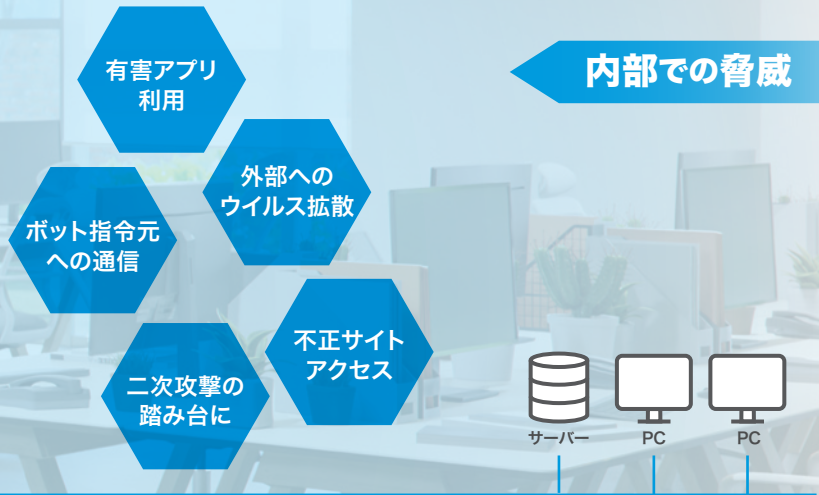 有害アプリ
利用
内部での脅威
外部への
ウイルス拡散
ボット指令元
への通信
不正サイト
アクセス
二次攻撃の
踏み台に
サーバー
PC
PC